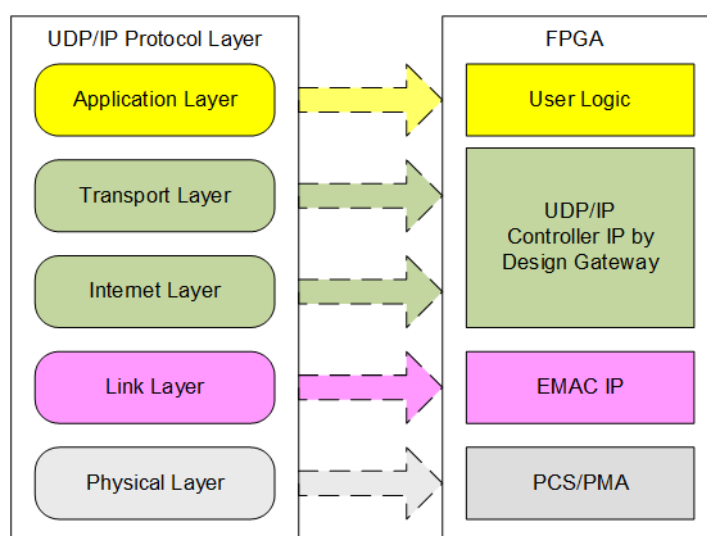 UDP/IP Protocol Layer
FPGA
Application Layer
User Logic
Transport Layer
Internet Layer
UDP/IP
Controller IP by
Design Gateway
Link Layer
EMAC IP
Physical Layer
PCS/PMA